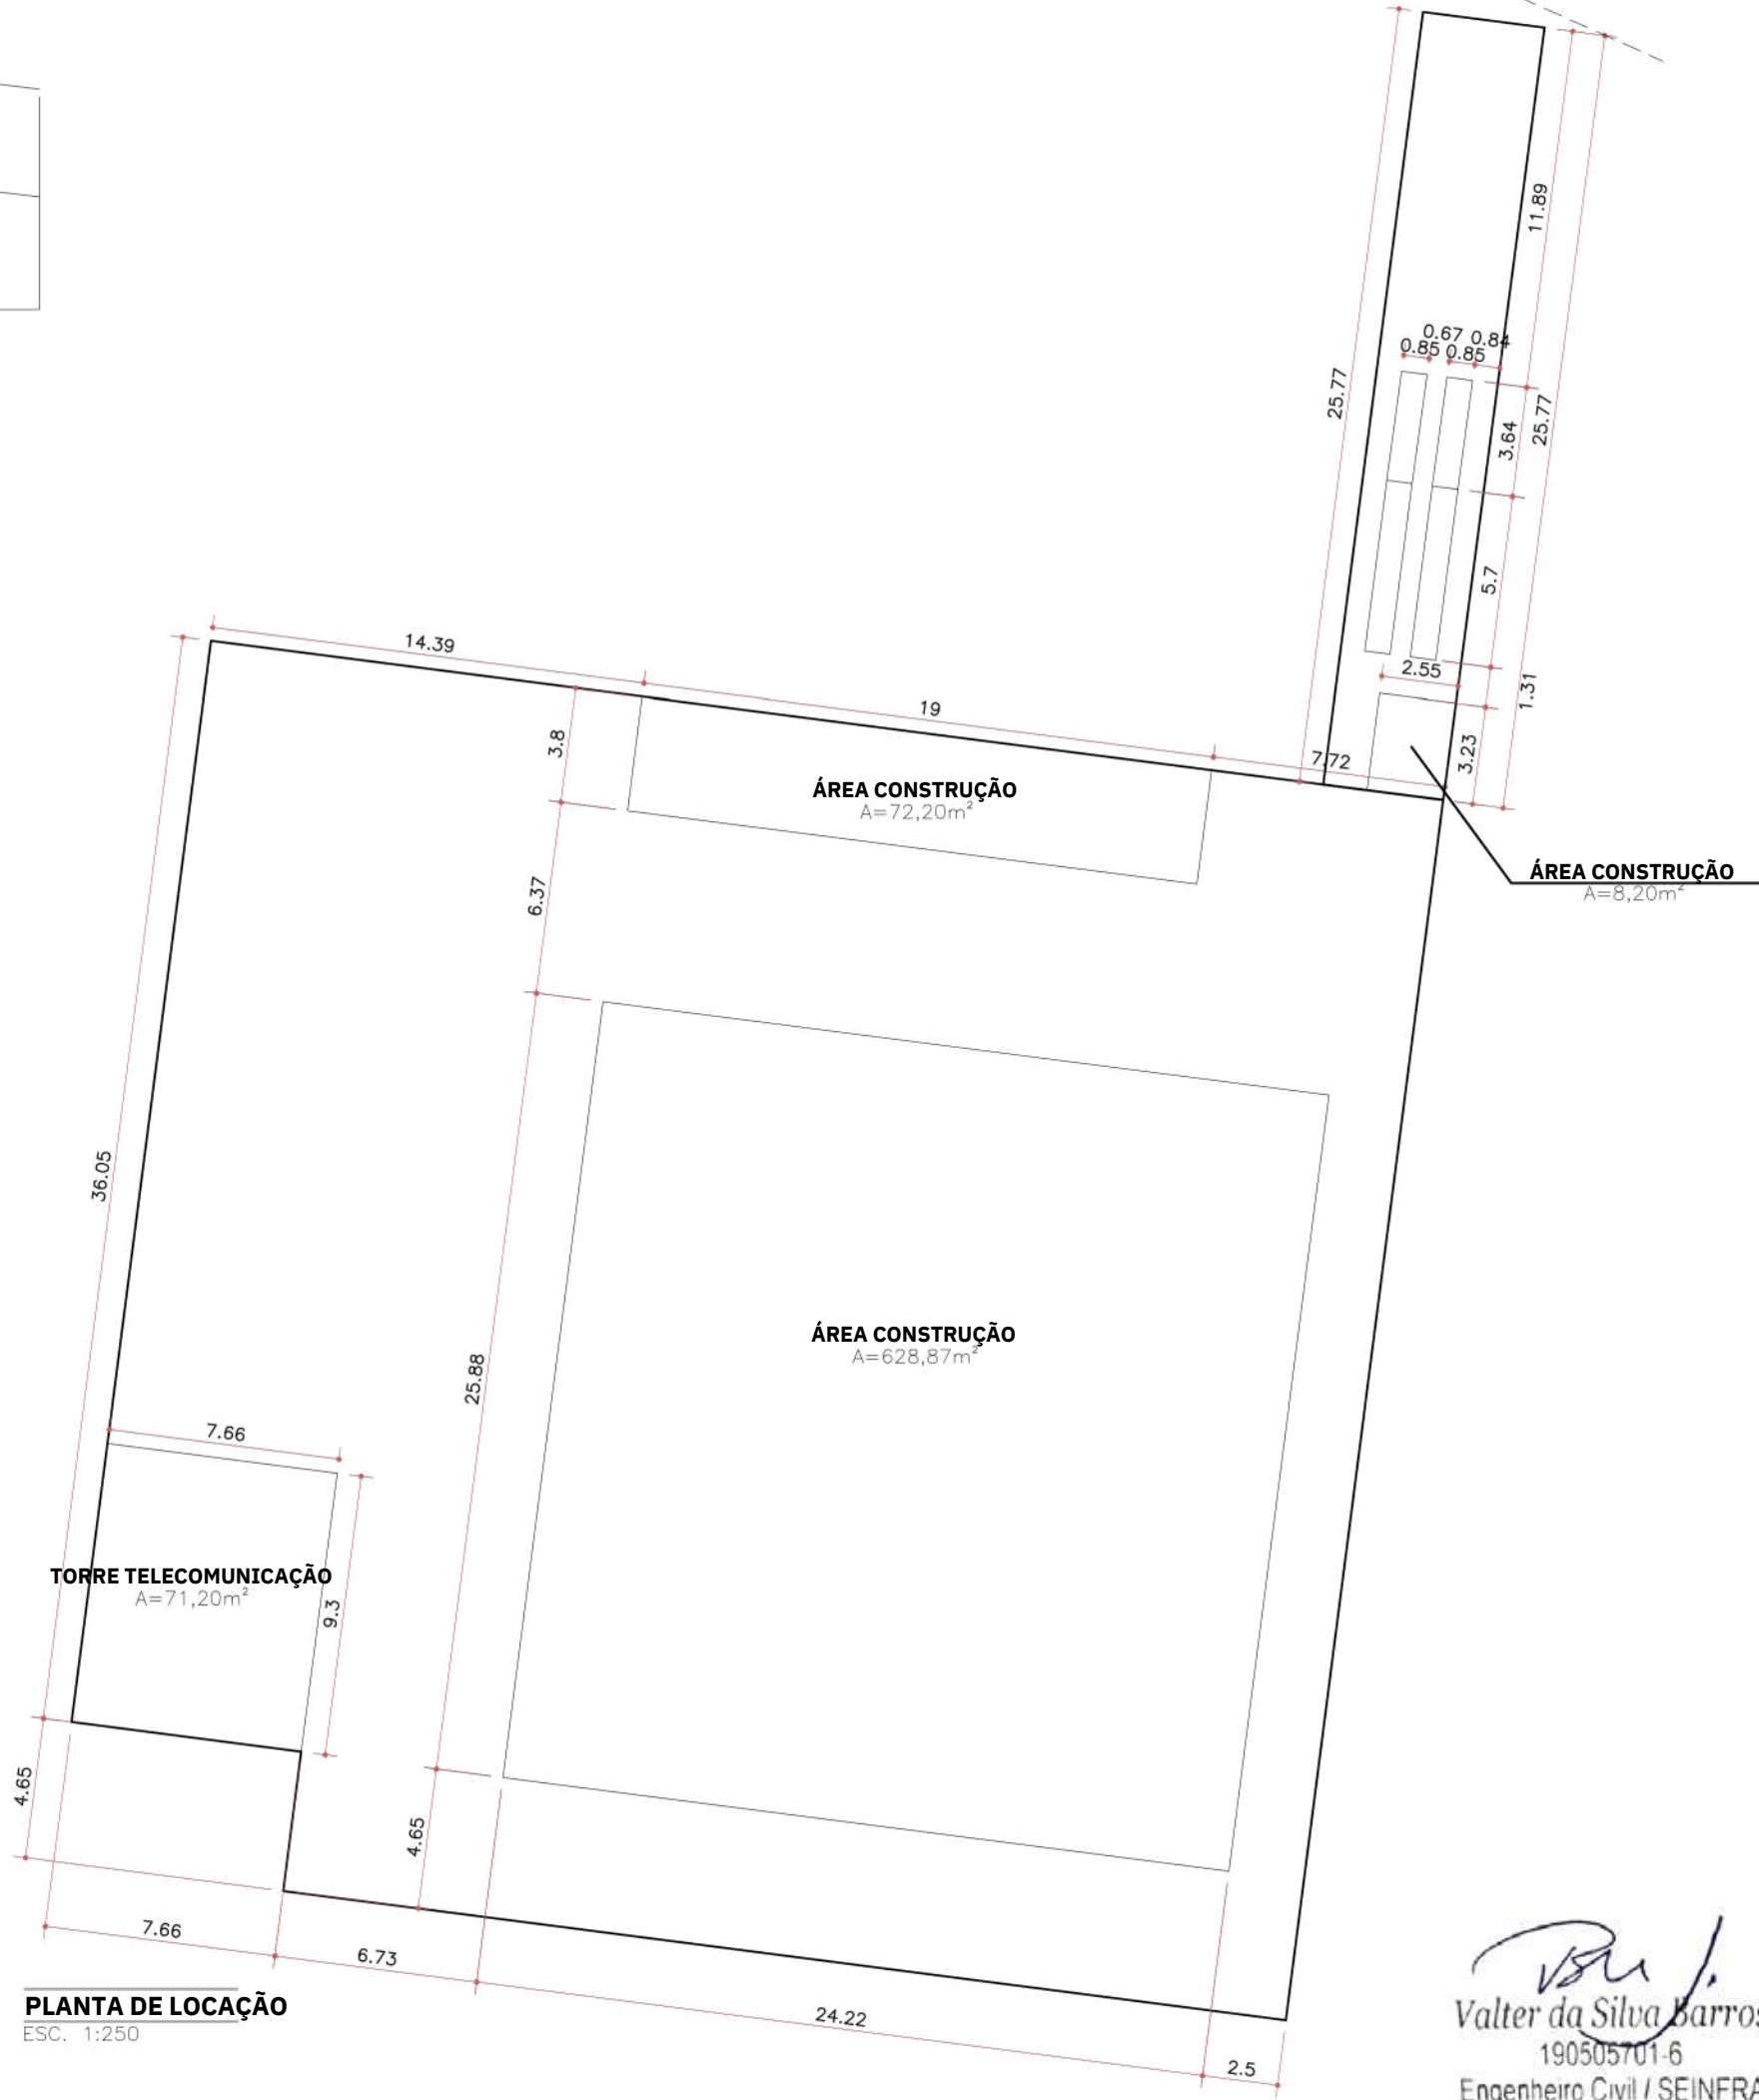 11.89
0.67 0.84
0.85 0.85
25.77
3.64
25.77
5.7
2.55
1.31
3.23
7.72
14.39
19
3.8
ÁREA CONSTRUÇÃO
A=72,20m²
6.37
ÁREA CONSTRUÇÃO
A=8,20m²
36.05
25.88
ÁREA CONSTRUÇÃO
A=628,87m²
7.66
TORRE TELECOMUNICAÇÃO
A=71,20m²
9.3
4.65
4.65
7.66
6.73
24.22
2.5
PLANTA DE LOCAÇÃO
ESC. 1:250
Valter da Silva Barros
190505701-6
Engenheiro Civil / SEINFRA